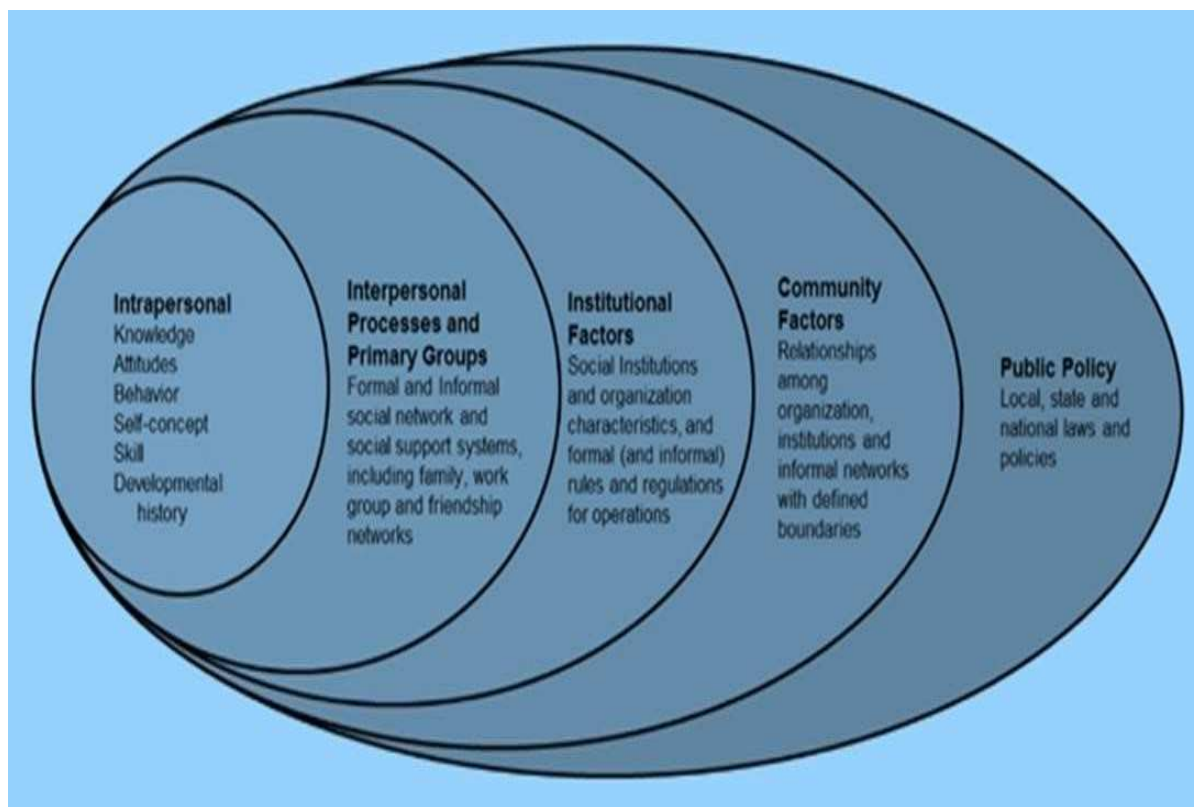 Intrapersonal
Knowledge
Attitudes
Behavior
Self-concept
Skill
Developmental
history
Interpersonal
Processes and
Primary Groups
Formal and Informal
social network and
social support systems,
including family, work
group and friendship
networks
Institutional
Factors
Social Institutions
and organization
characteristics, and
formal (and informal)
rules and regulations
for operations
Community
Factors
Relationships
among
organization,
institutions and
informal networks
with defined
boundaries
Public Policy
Local, state and
national laws and
policies